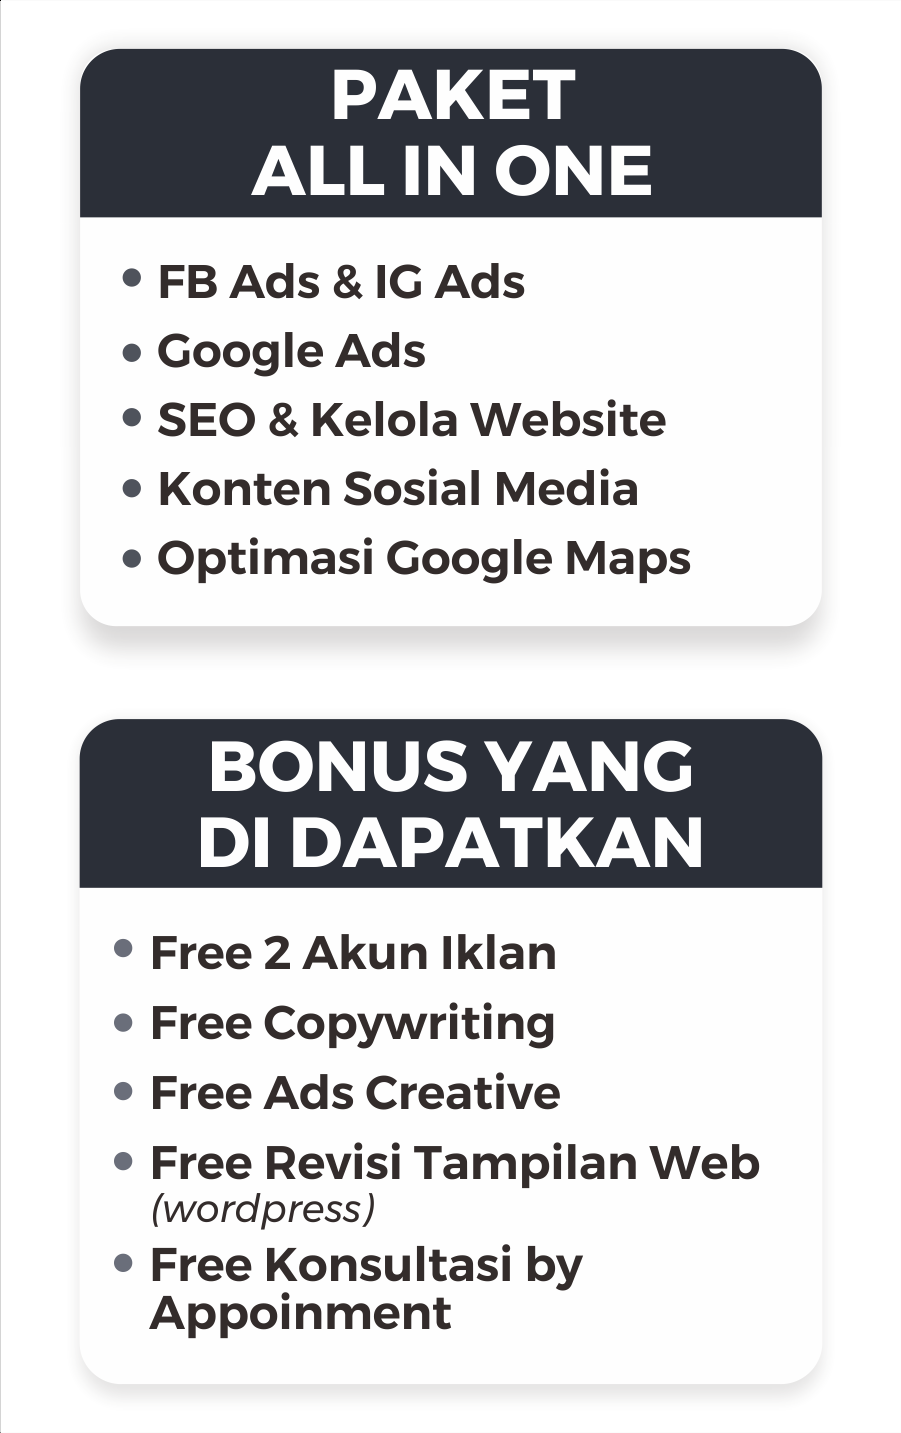 PAKET
ALL IN ONE
FB Ads & IG Ads
Google Ads
SEO & Kelola Website
Konten Sosial Media
Optimasi Google Maps
BONUS YANG
DI DAPATKAN
Free 2 Akun Iklan
Free Copywriting
Free Ads Creative
Free Revisi Tampilan Web
(wordpress)
Free Konsultasi by
Appoinment